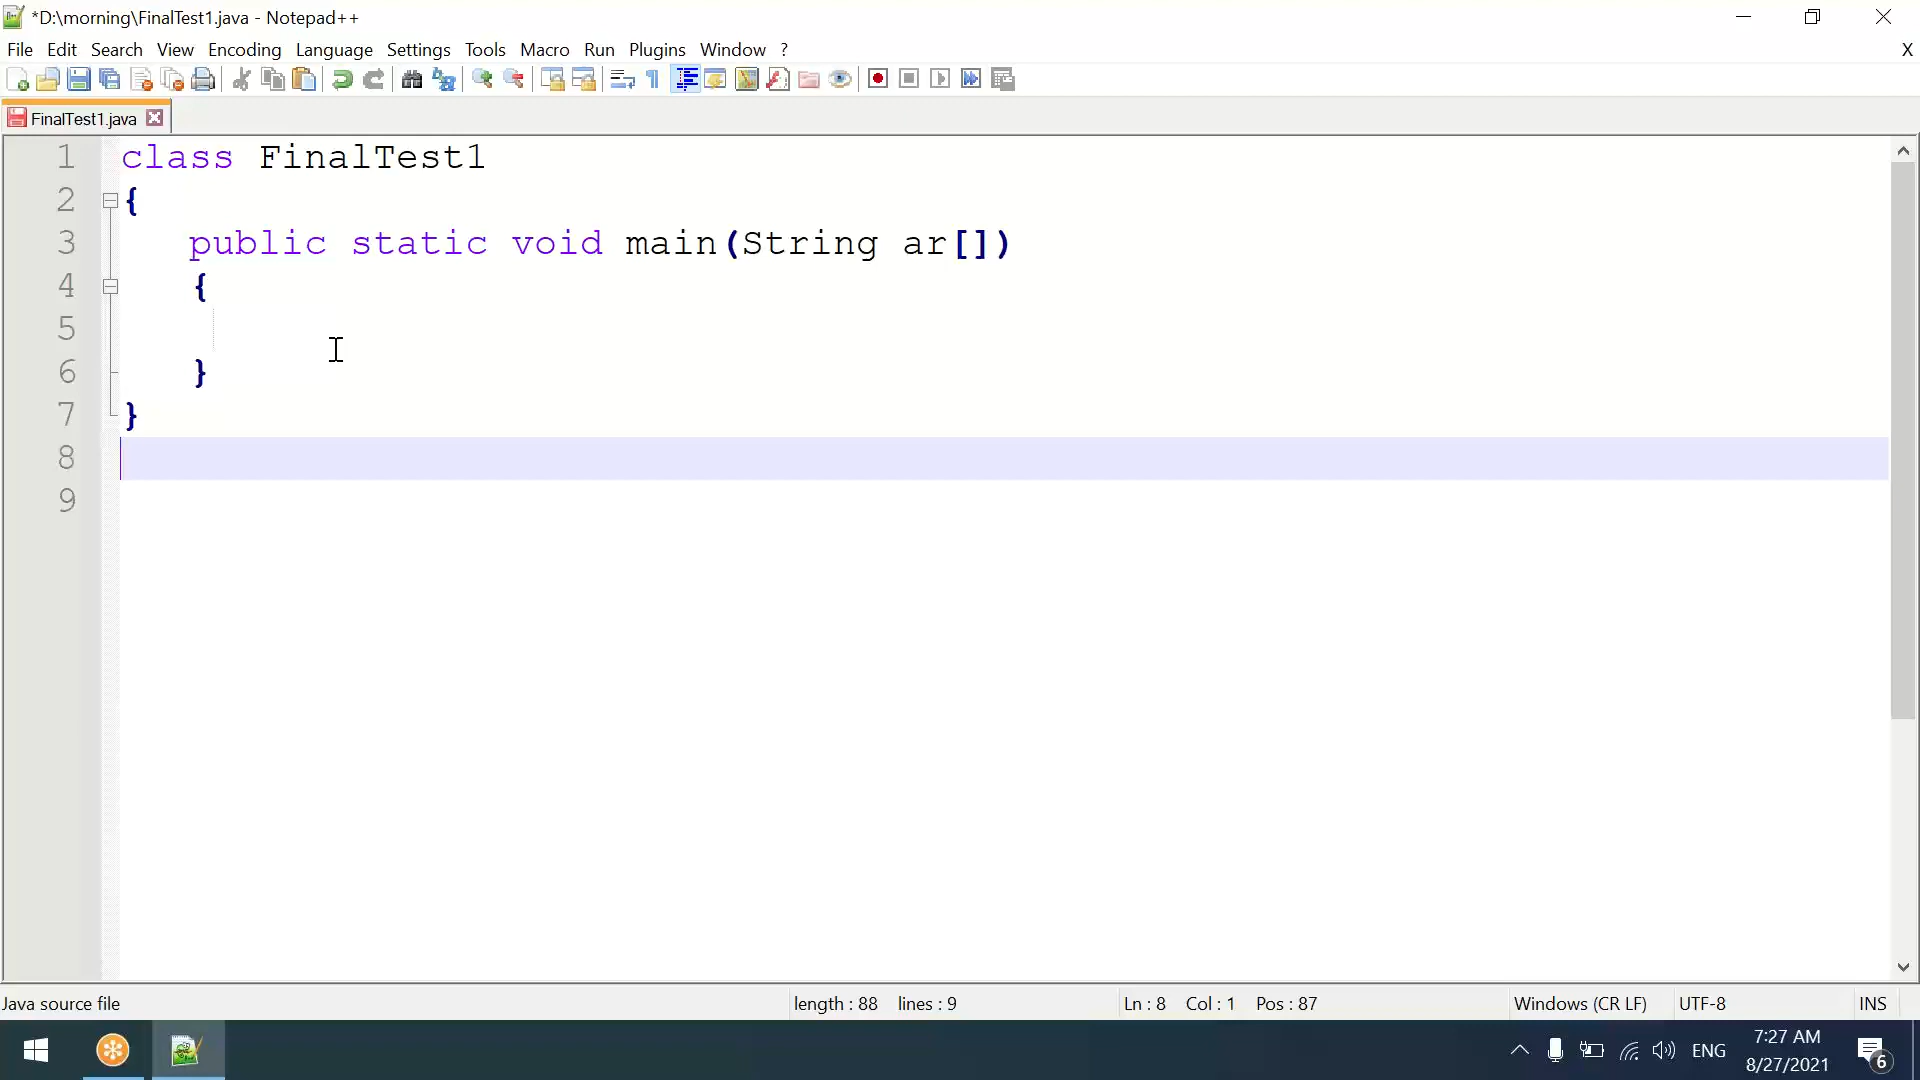 *D:\morning\FinalTest1.java - Notepad++
File Edit Search View Encoding Language Settings Tools Macro Run Plugins Window ? X
FinalTest1.java
1 class FinalTest1
2 {
3 public static void main(String ar[])
4 {
5
6 }
7 }
8
9
Java source file length : 88 lines : 9 Ln : 8 Col : 1 Pos : 87 Windows (CR LF) UTF-8 INS
ENG 7:27 AM
8/27/2021 6